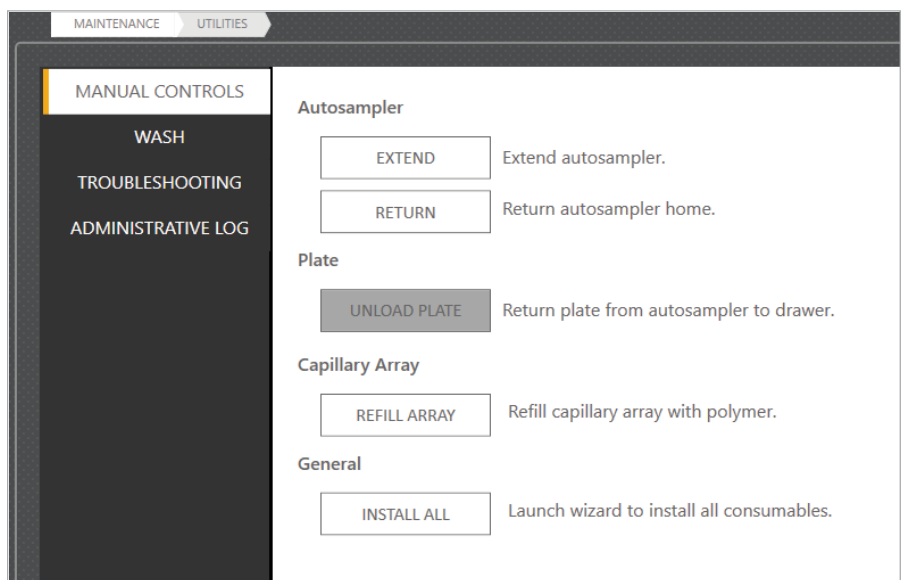 MAINTENANCE UTILITIES
MANUAL CONTROLS
WASH
TROUBLESHOOTING
ADMINISTRATIVE LOG
Autosampler
EXTEND Extend autosampler.
RETURN Return autosampler home.
Plate
UNLOAD PLATE Return plate from autosampler to drawer.
Capillary Array
REFILL ARRAY Refill capillary array with polymer.
General
INSTALL ALL Launch wizard to install all consumables.